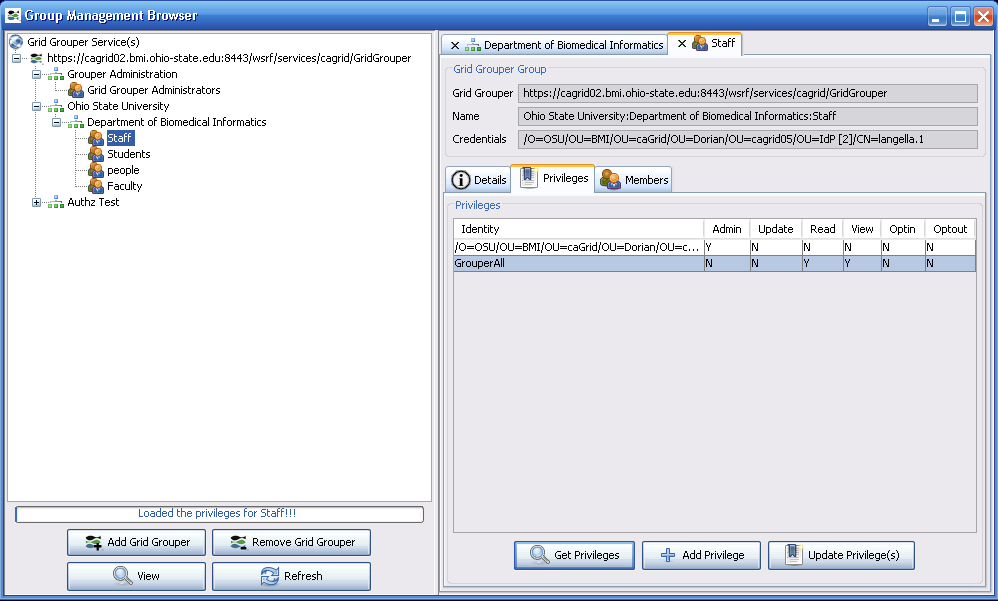 Group Management Browser
Grid Grouper Service(s)
https://cagrid02.bmi.ohio-state.edu:8443/wsrf/services/cagrid/GridGrouper
Grouper Administration
Grid Grouper Administrators
Ohio State University
Department of Biomedical Informatics
Staff
Students
people
Faculty
Authz Test
Loaded the privileges for Staff!!!
Add Grid Grouper Remove Grid Grouper
View Refresh
Department of Biomedical Informatics Staff
Grid Grouper Group
Grid Grouper https://cagrid02.bmi.ohio-state.edu:8443/wsrf/services/cagrid/GridGrouper
Name Ohio State University:Department of Biomedical Informatics:Staff
Credentials /O=OSU/OU=BMI/OU=caGrid/OU=Dorian/OU=cagrid05/OU=IdP [2]/CN=langella.1
Details Privileges Members
Privileges
Identity Admin Update Read View Optin Optout
/O=OSU/OU=BMI/OU=caGrid/OU=Dorian/OU=c... Y N N N N N
GrouperAll N N Y Y N N
Get Privileges Add Privilege Update Privilege(s)